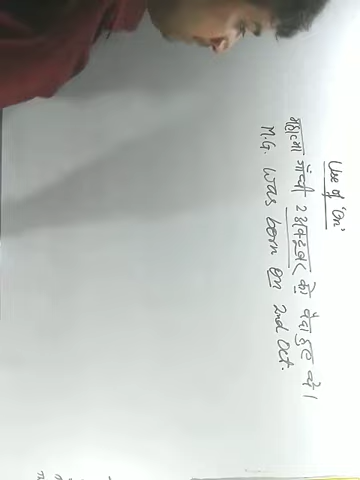 Use of 'On'
महात्मा गाँधी 2 अक्टूबर को पैदा हुए थे।
M.G. was born on 2nd Oct.